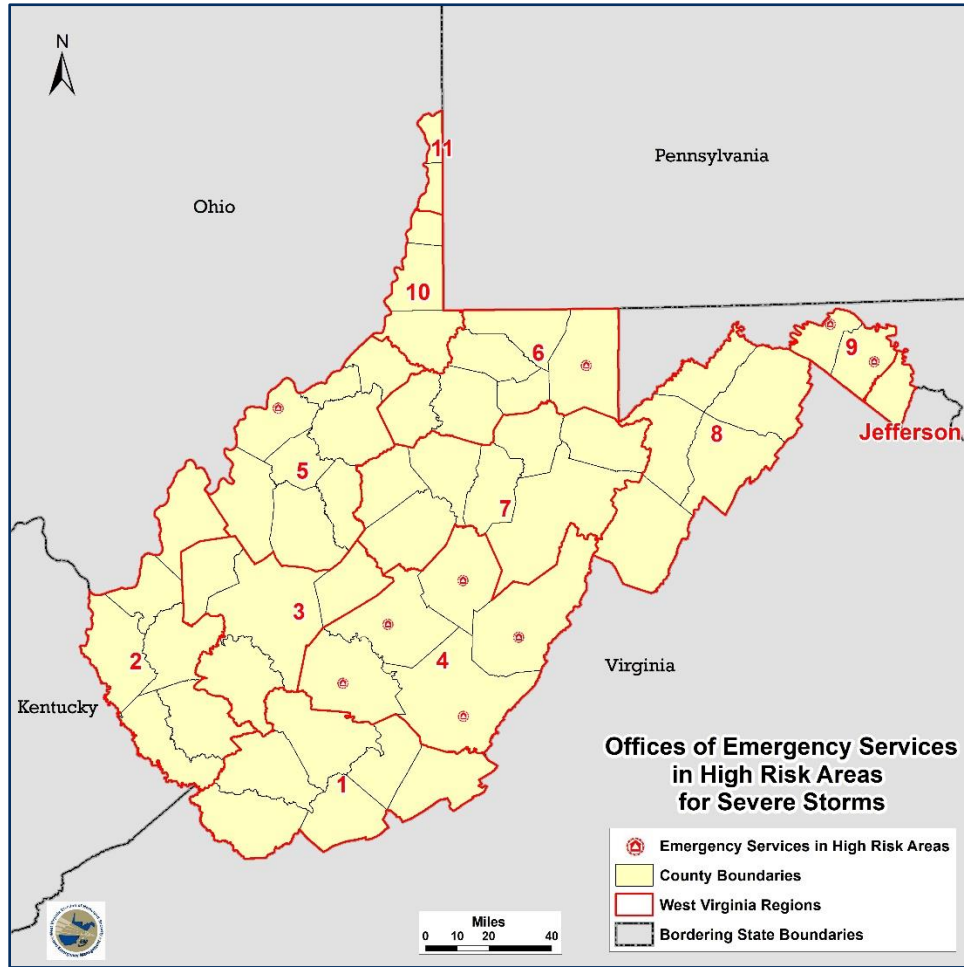 N
11
Pennsylvania
Ohio
10
6
9
Jefferson
8
5
7
3
2
4
Virginia
Kentucky
1
Offices of Emergency Services
in High Risk Areas
for Severe Storms
Emergency Services in High Risk Areas
County Boundaries
West Virginia Regions
Bordering State Boundaries
Miles
0 10 20 40